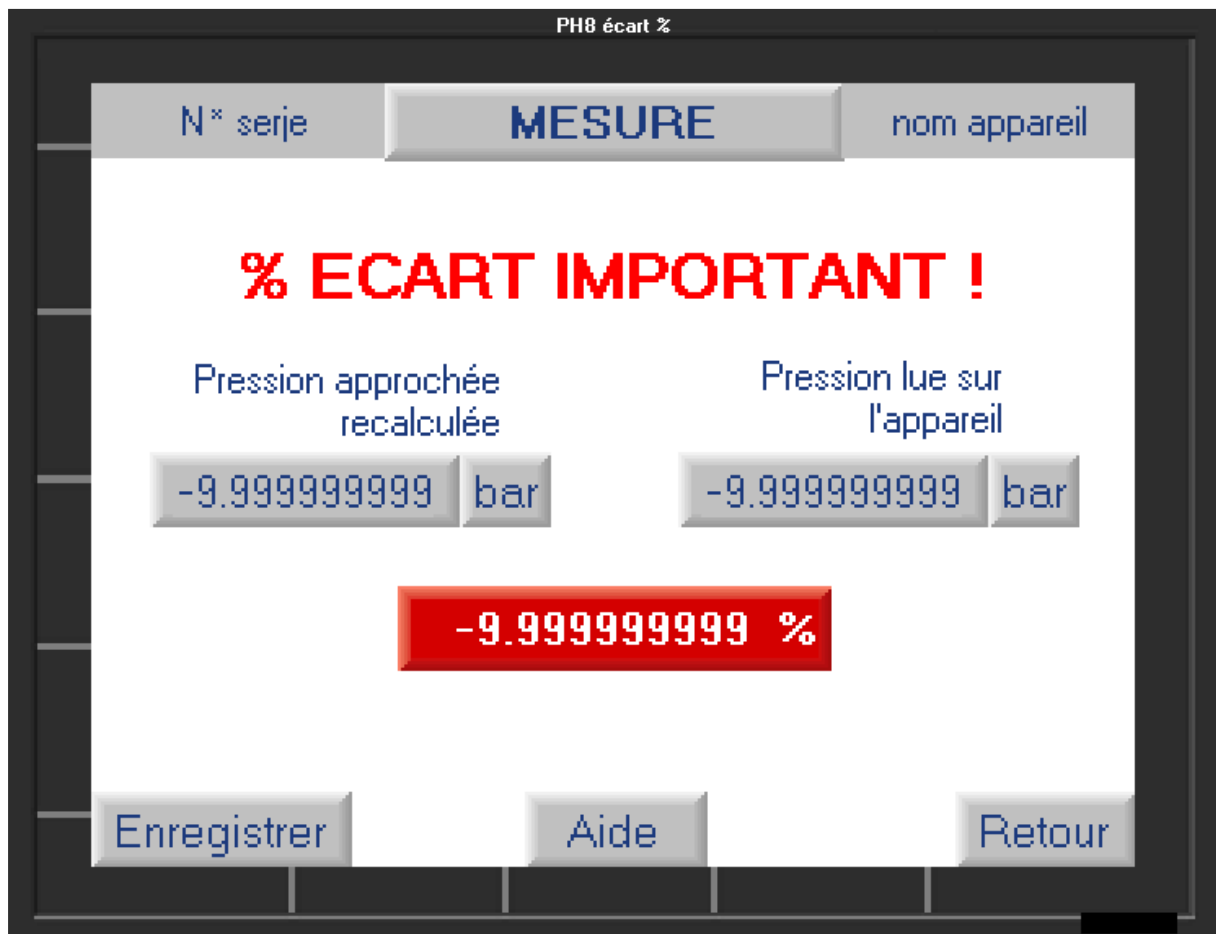 PH8 écart %
N° serje
MESURE
nom appareil
% ECART IMPORTANT !
Pression approchée
recalculée
Pression lue sur
l'appareil
-9.999999999 bar
-9.999999999 bar
-9.999999999 %
Enregistrer
Aide
Retour